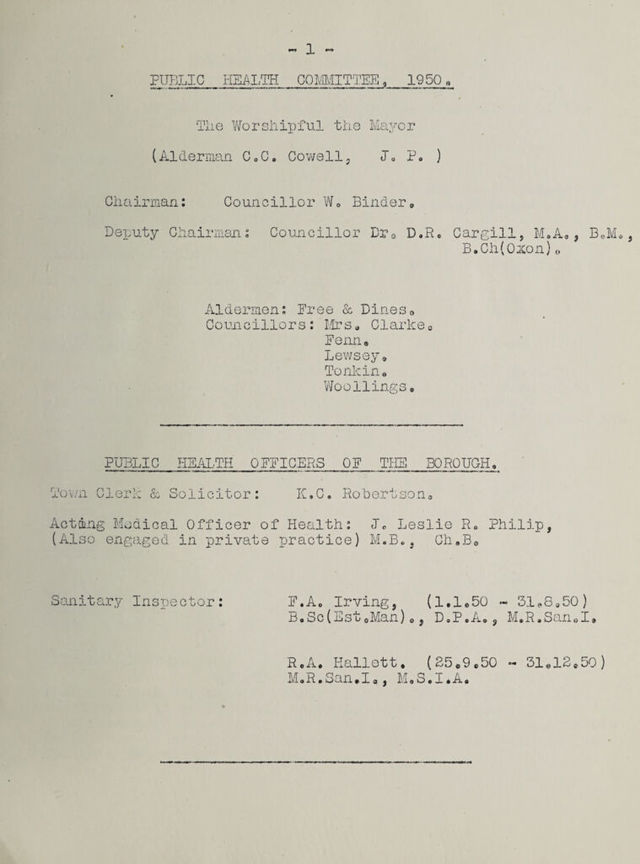 - 1 -
PUBLIC HEALTH COMMITTEE, 1950.
The Worshipful the Mayor
(Alderman C.C. Cowell, J. P. )
Chairman: Councillor W. Binder.
Deputy Chairman: Councillor Dr. D.R. Cargill, M.A., B.M.,
B.Ch(Oxon).
Aldermen: Free & Dines.
Councillors: Mrs. Clarke.
Fenn.
Lewsey.
Tonkin.
Woollings.
PUBLIC HEALTH OFFICERS OF THE BOROUGH.
Town Clerk & Solicitor: K.C. Robertson.
Acting Medical Officer of Health: J. Leslie R. Philip,
(Also engaged in private practice) M.B., Ch.B.
Sanitary Inspector: F.A. Irving, (1.1.50 - 31.8.50)
B.Sc(Est.Man)., D.P.A., M.R.San.I.
R.A. Hallett. (25.9.50 - 31.12.50)
M.R.San.I., M.S.I.A.